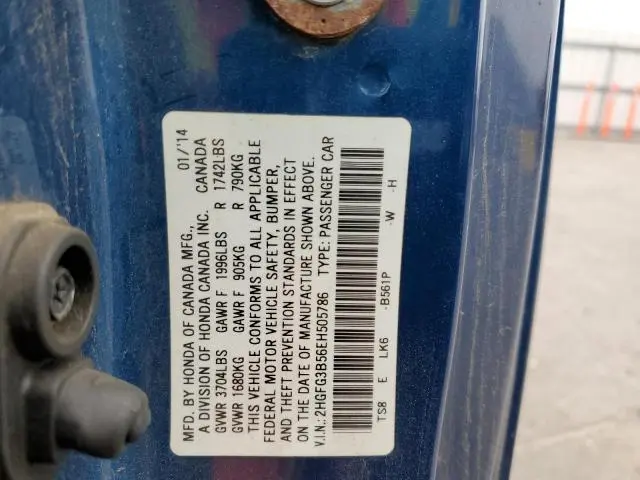 MFD. BY HONDA OF CANADA MFG., 01/'14
A DIVISION OF HONDA CANADA INC. CANADA
GVWR 3704LBS GAWR F 1996LBS R 1742LBS
GVWR 1680KG GAWR F 905KG R 790KG
THIS VEHICLE CONFORMS TO ALL APPLICABLE
FEDERAL MOTOR VEHICLE SAFETY, BUMPER,
AND THEFT PREVENTION STANDARDS IN EFFECT
ON THE DATE OF MANUFACTURE SHOWN ABOVE.
V.I.N.: 2HGFG3B56EH505786 TYPE: PASSENGER CAR
TS8 E LK6 -B561P -W -H